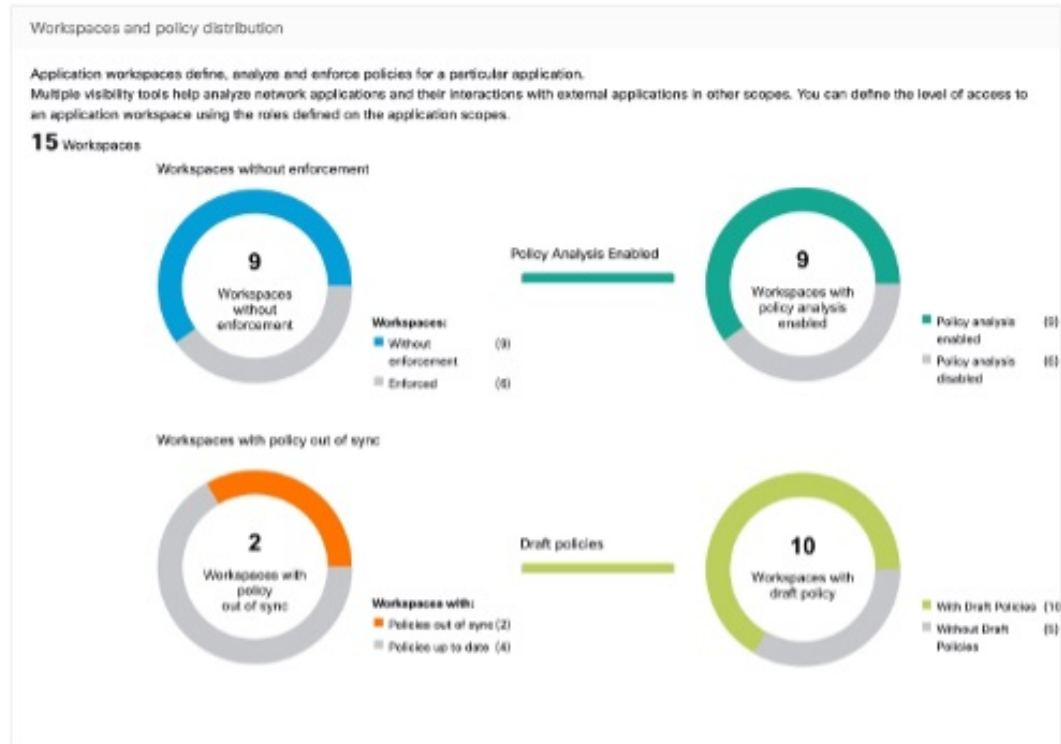 Workspaces and policy distribution
Application workspaces define, analyze and enforce policies for a particular application.
Multiple visibility tools help analyze network applications and their interactions with external applications in other scopes. You can define the level of access to
an application workspace using the roles defined on the application scopes.
15 Workspaces
Workspaces without enforcement
9
Workspaces
without
enforcement
Workspaces:
Without (9)
enforcement
Enforced (6)
Policy Analysis Enabled
9
Workspaces with
policy analysis
enabled
Policy analysis (9)
enabled
Policy analysis (6)
disabled
Workspaces with policy out of sync
2
Workspaces with
policy
out of sync
Workspaces with:
Policies out of sync (2)
Policies up to date (4)
Draft policies
10
Workspaces with
draft policy
With Draft Policies (10
Without Draft (5)
Policies